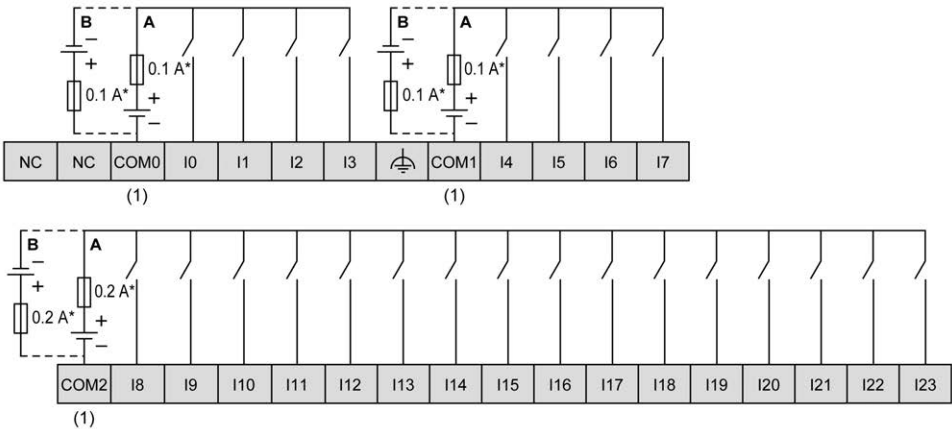 B − A B − A
+ 0.1 A* + 0.1 A*
0.1 A* + 0.1 A* +
− −
NC NC COM0 I0 I1 I2 I3 COM1 I4 I5 I6 I7
(1) (1)
B − A
+ 0.2 A*
0.2 A* +
−
COM2 I8 I9 I10 I11 I12 I13 I14 I15 I16 I17 I18 I19 I20 I21 I22 I23
(1)